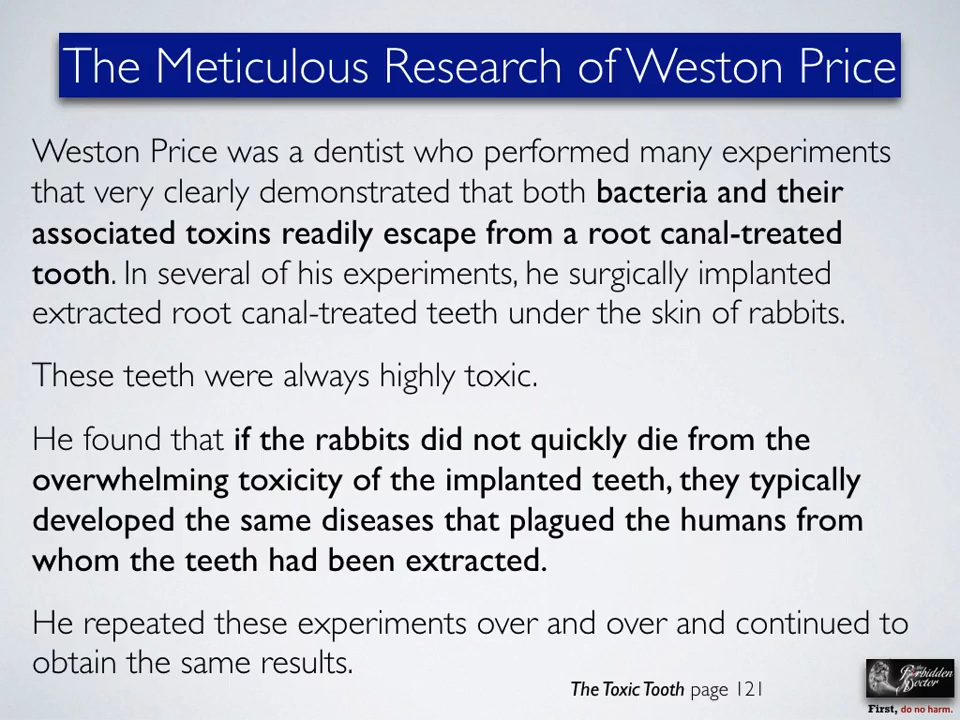 The Meticulous Research of Weston Price
Weston Price was a dentist who performed many experiments
that very clearly demonstrated that both bacteria and their
associated toxins readily escape from a root canal-treated
tooth. In several of his experiments, he surgically implanted
extracted root canal-treated teeth under the skin of rabbits.
These teeth were always highly toxic.
He found that if the rabbits did not quickly die from the
overwhelming toxicity of the implanted teeth, they typically
developed the same diseases that plagued the humans from
whom the teeth had been extracted.
He repeated these experiments over and over and continued to
obtain the same results.
The Toxic Tooth page 121
the
Forbidden
Doctor
First, do no harm.